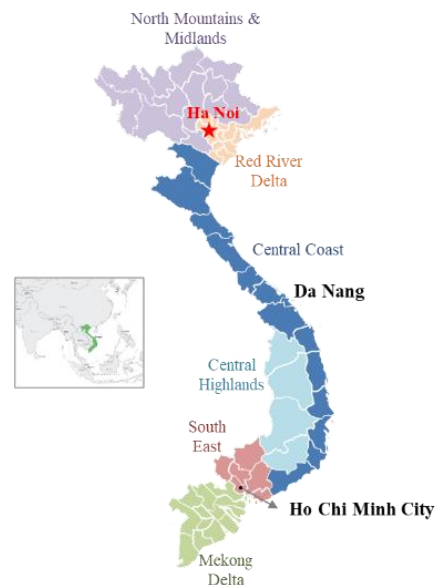 North Mountains &
Midlands
Ha Noi
Red River
Delta
Central Coast
Da Nang
Central
Highlands
South
East
Ho Chi Minh City
Mekong
Delta